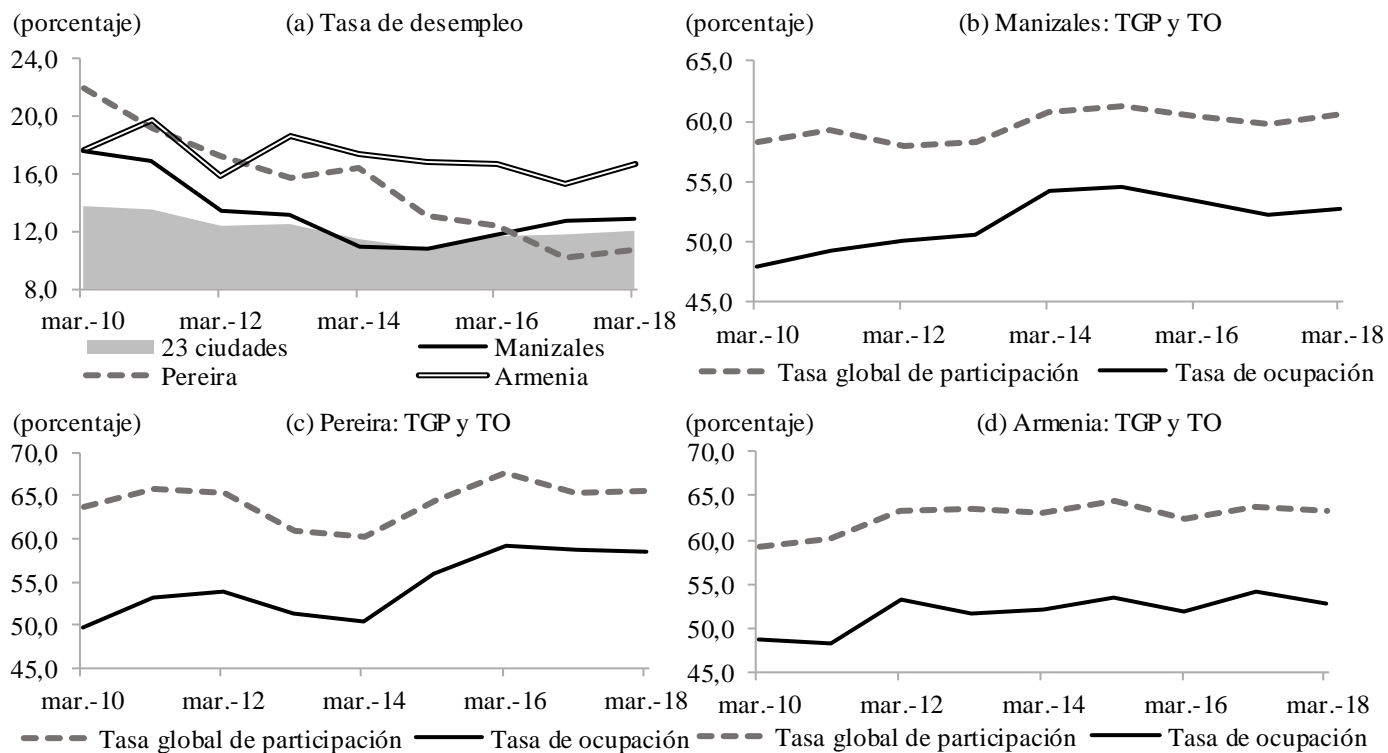 (porcentaje) (a) Tasa de desempleo
24,0
20,0
16,0
12,0
8,0
mar.-10 mar.-12 mar.-14 mar.-16 mar.-18
23 ciudades Manizales
Pereira Armenia
(porcentaje) (b) Manizales: TGP y TO
65,0
60,0
55,0
50,0
45,0
mar.-10 mar.-12 mar.-14 mar.-16 mar.-18
Tasa global de participación Tasa de ocupación
(porcentaje) (c) Pereira: TGP y TO
70,0
65,0
60,0
55,0
50,0
45,0
mar.-10 mar.-12 mar.-14 mar.-16 mar.-18
Tasa global de participación Tasa de ocupación
(porcentaje) (d) Armenia: TGP y TO
70,0
65,0
60,0
55,0
50,0
45,0
mar.-10 mar.-12 mar.-14 mar.-16 mar.-18
Tasa global de participación Tasa de ocupación